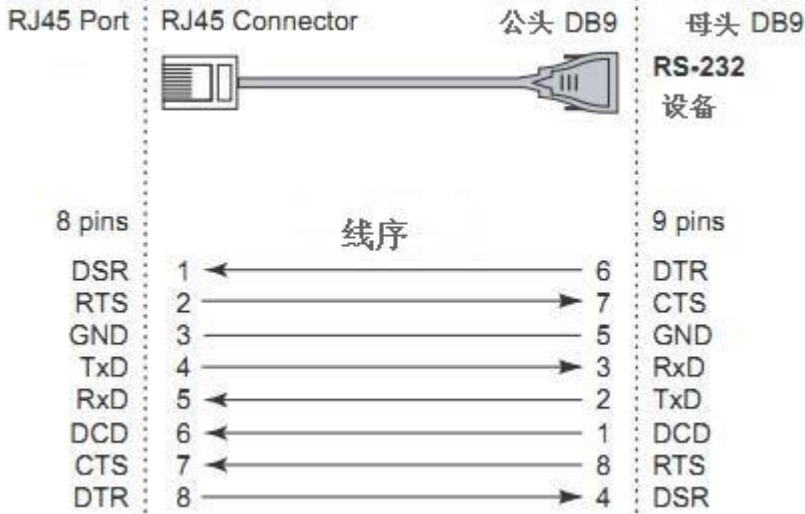 RJ45 Port RJ45 Connector 公头 DB9 母头 DB9
RS-232
设备
8 pins 线序 9 pins
DSR 1 6 DTR
RTS 2 7 CTS
GND 3 5 GND
TxD 4 3 RxD
RxD 5 2 TxD
DCD 6 1 DCD
CTS 7 8 RTS
DTR 8 4 DSR